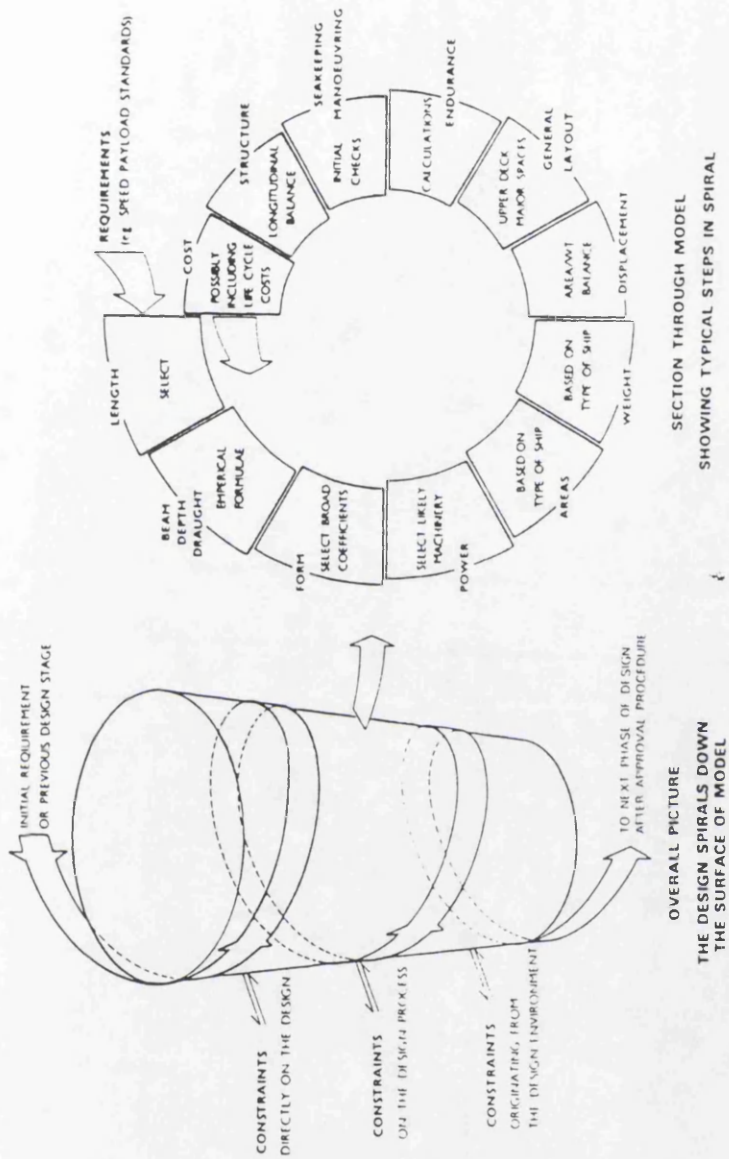 INITIAL REQUIREMENT
OR PREVIOUS DESIGN STAGE
CONSTRAINTS
DIRECTLY ON THE DESIGN
CONSTRAINTS
ON THE DESIGN PROCESS
CONSTRAINTS
ORIGINATING FROM
THE DESIGN ENVIRONMENT
TO NEXT PHASE OF DESIGN
AFTER APPROVAL PROCEDURE
OVERALL PICTURE
THE DESIGN SPIRALS DOWN
THE SURFACE OF MODEL
REQUIREMENTS
(eg SPEED PAYLOAD STANDARDS)
LENGTH
SELECT
BEAM
DEPTH
DRAUGHT
EMPERICAL
FORMULAE
FORM
SELECT BROAD
COEFFICIENTS
POWER
SELECT LIKELY
MACHINERY
AREAS
BASED ON
TYPE OF SHIP
WEIGHT
BASED ON
TYPE OF SHIP
DISPLACEMENT
AREA/WT
BALANCE
GENERAL
LAYOUT
UPPER DECK
MAJOR SPACES
ENDURANCE
CALCULATIONS
SEAKEEPING
MANOEUVRING
INITIAL
CHECKS
STRUCTURE
LONGITUDINAL
BALANCE
COST
POSSIBLY
INCLUDING
LIFE CYCLE
COSTS
SECTION THROUGH MODEL
SHOWING TYPICAL STEPS IN SPIRAL